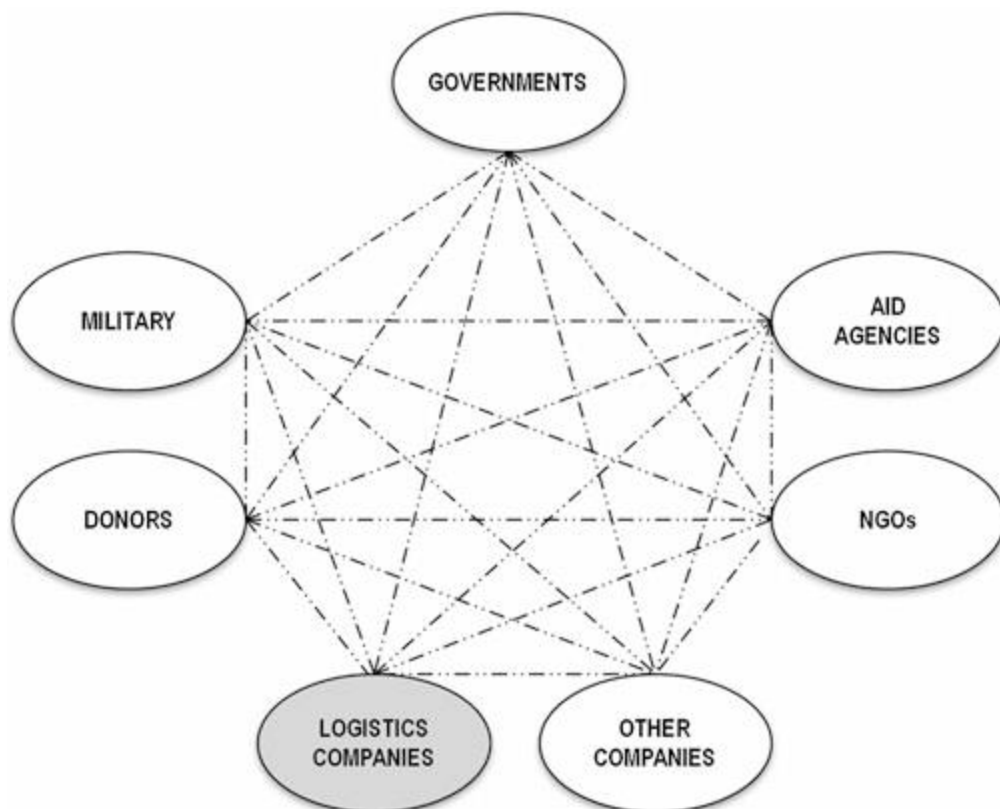 GOVERNMENTS
MILITARY
AID
AGENCIES
DONORS
NGOs
LOGISTICS
COMPANIES
OTHER
COMPANIES